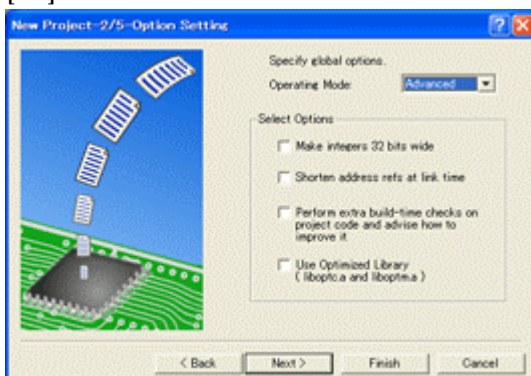 New Project-2/5-Option Setting
Specify global options.
Operating Mode:
Advanced
Select Options
Make integers 32 bits wide
Shorten address refs at link time
Perform extra build-time checks on
project code and advise how to
improve it
Use Optimized Library
( liboptc.a and liboptm.a )
< Back
Next >
Finish
Cancel